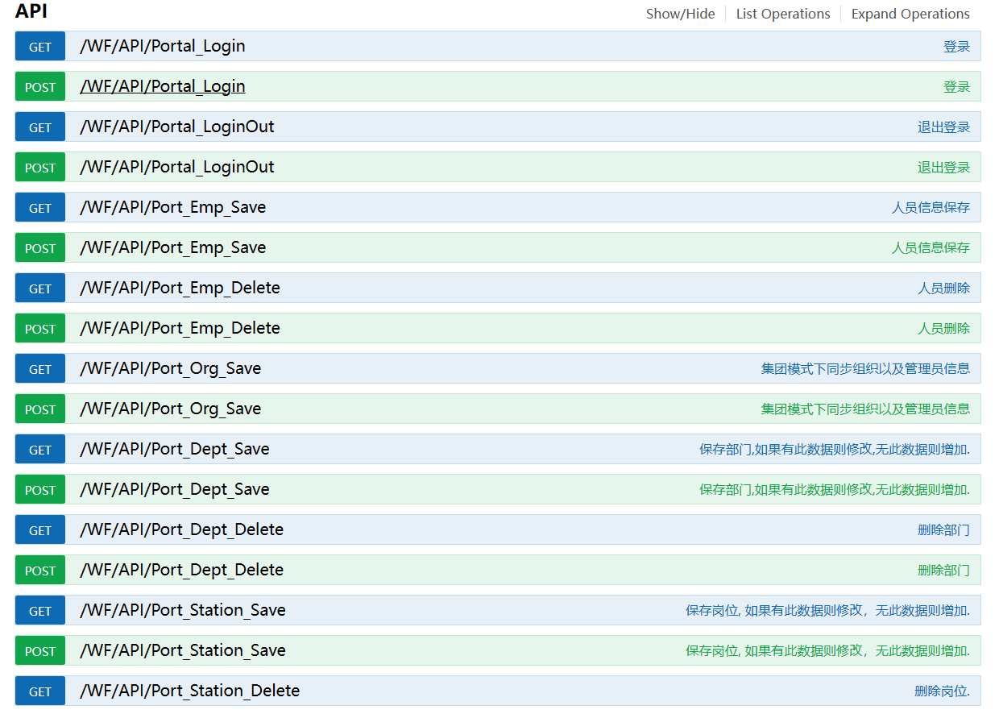 API
Show/Hide List Operations Expand Operations
GET /WF/API/Portal_Login 登录
POST /WF/API/Portal_Login 登录
GET /WF/API/Portal_LoginOut 退出登录
POST /WF/API/Portal_LoginOut 退出登录
GET /WF/API/Port_Emp_Save 人员信息保存
POST /WF/API/Port_Emp_Save 人员信息保存
GET /WF/API/Port_Emp_Delete 人员删除
POST /WF/API/Port_Emp_Delete 人员删除
GET /WF/API/Port_Org_Save 集团模式下同步组织以及管理员信息
POST /WF/API/Port_Org_Save 集团模式下同步组织以及管理员信息
GET /WF/API/Port_Dept_Save 保存部门,如果有此数据则修改,无此数据则增加.
POST /WF/API/Port_Dept_Save 保存部门,如果有此数据则修改,无此数据则增加.
GET /WF/API/Port_Dept_Delete 删除部门
POST /WF/API/Port_Dept_Delete 删除部门
GET /WF/API/Port_Station_Save 保存岗位, 如果有此数据则修改，无此数据则增加.
POST /WF/API/Port_Station_Save 保存岗位, 如果有此数据则修改，无此数据则增加.
GET /WF/API/Port_Station_Delete 删除岗位.